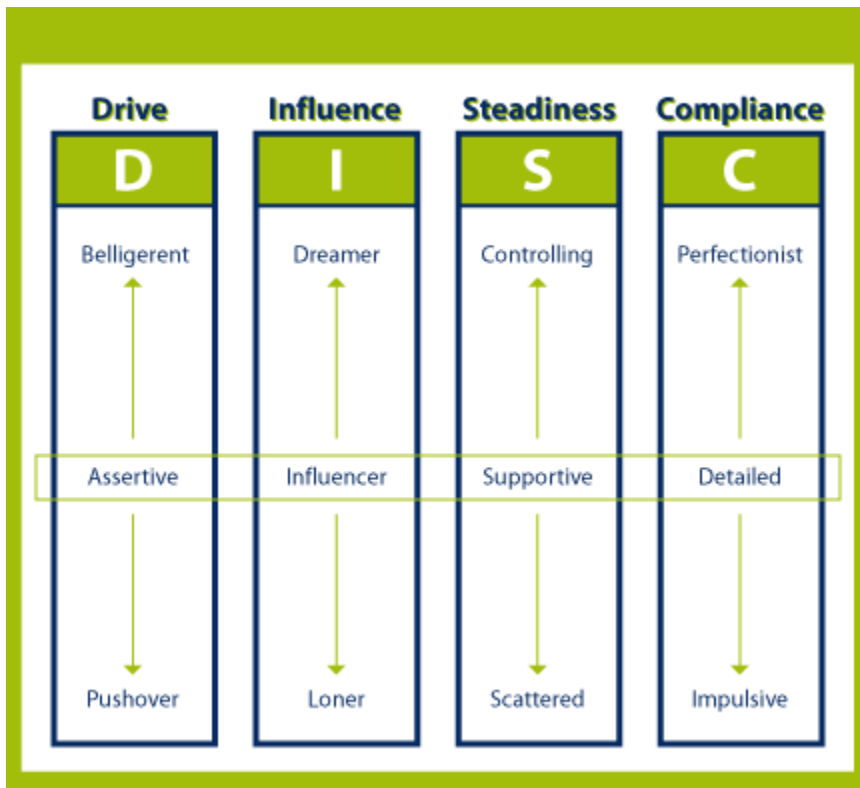 Drive Influence Steadiness Compliance
D I S C
Belligerent Dreamer Controlling Perfectionist
Assertive Influencer Supportive Detailed
Pushover Loner Scattered Impulsive